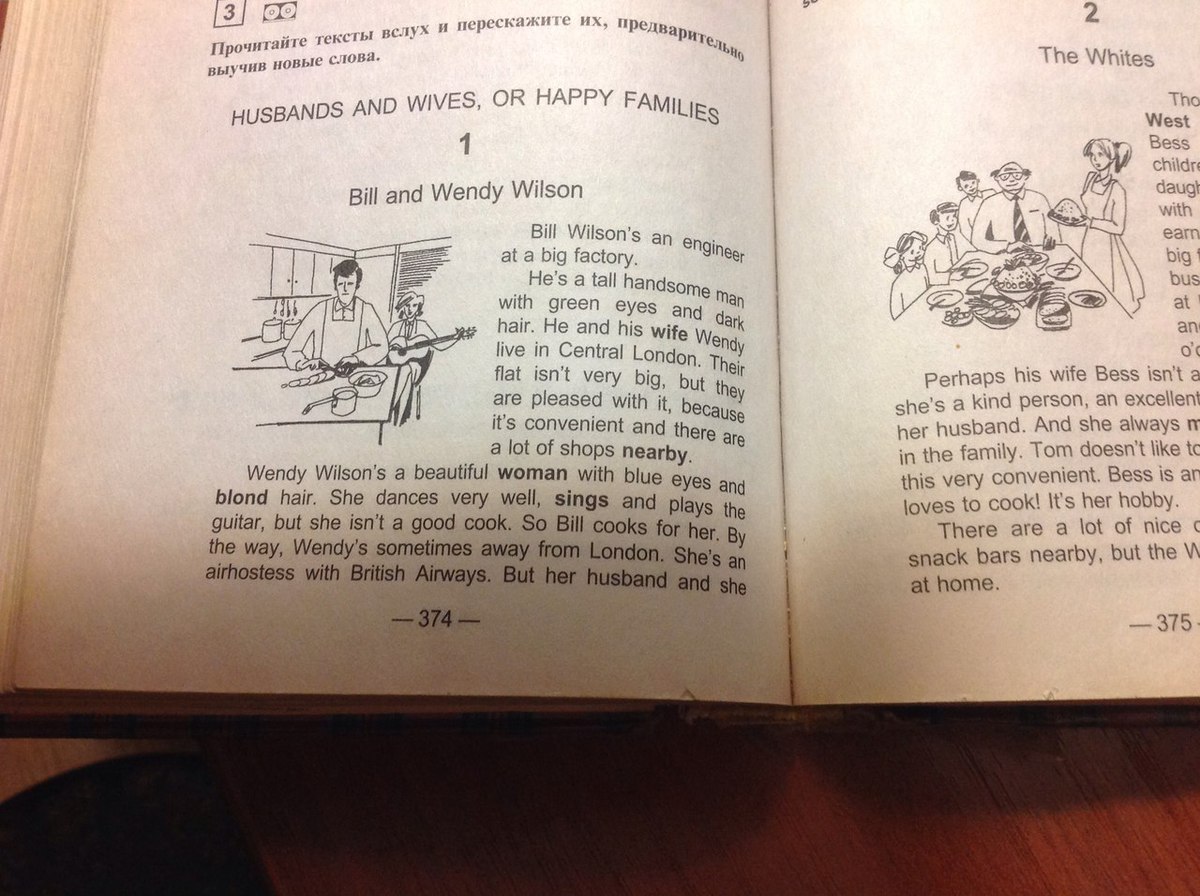 3
Прочитайте тексты вслух и перескажите их, предварительно
выучив новые слова.
HUSBANDS AND WIVES, OR HAPPY FAMILIES
1
Bill and Wendy Wilson
Bill Wilson's an engineer
at a big factory.
He's a tall handsome man
with green eyes and dark
hair. He and his wife Wendy
live in Central London. Their
flat isn't very big, but they
are pleased with it, because
it's convenient and there are
a lot of shops nearby.
Wendy Wilson's a beautiful woman with blue eyes and
blond hair. She dances very well, sings and plays the
guitar, but she isn't a good cook. So Bill cooks for her. By
the way, Wendy's sometimes away from London. She's an
airhostess with British Airways. But her husband and she
— 374 —
2
The Whites
West
Bess
with
earn
big
at
Perhaps his wife Bess isn't a
she's a kind person, an excellent
her husband. And she always
in the family. Tom doesn't like to
this very convenient. Bess is an
loves to cook! It's her hobby.
There are a lot of nice
snack bars nearby, but the W
at home.
— 375